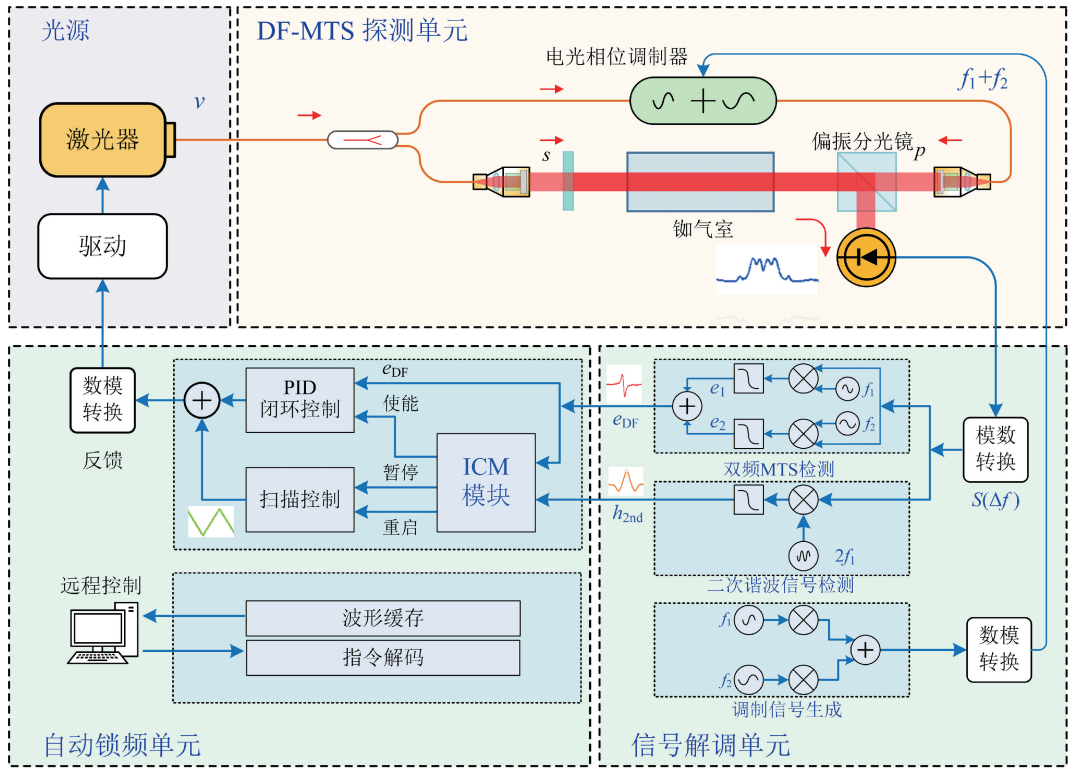 光源
DF-MTS 探测单元
电光相位调制器
f1+f2
ν
激光器
s
偏振分光镜
p
铷气室
驱动
数模
转换
反馈
PID
闭环控制
eDF
使能
扫描控制
暂停
重启
ICM
模块
eDF
h2nd
e1
e2
f1
f2
双频MTS检测
2f1
二次谐波信号检测
模数
转换
S(Δf)
远程控制
波形缓存
指令解码
f1
f2
调制信号生成
数模
转换
自动锁频单元
信号解调单元